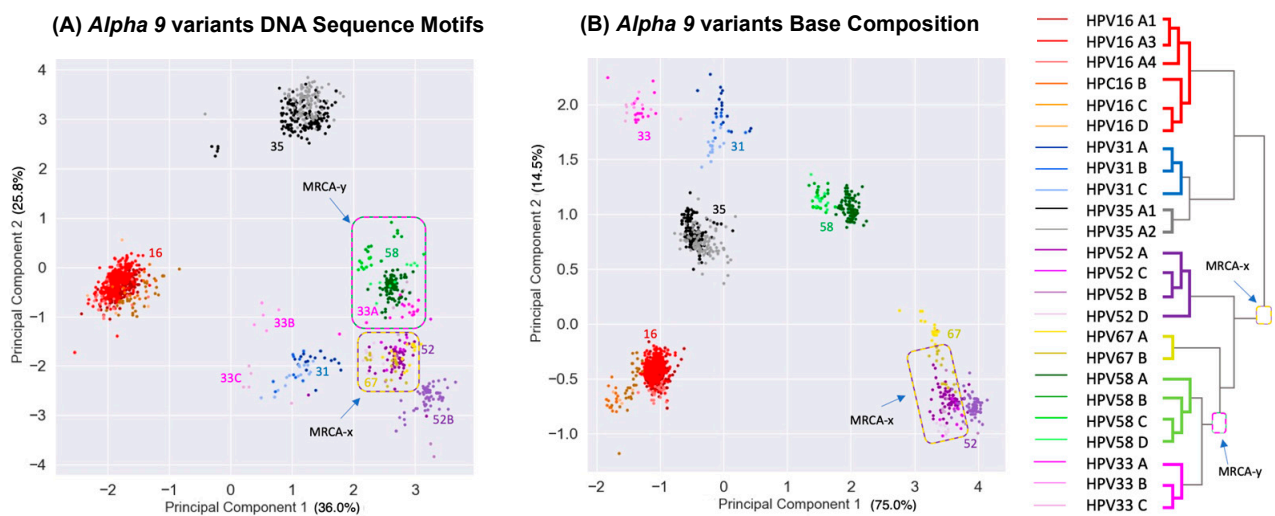 (A) Alpha 9 variants DNA Sequence Motifs
4
3
2
1
0
−1
−2
−3
−4
Principal Component 2 (25.8%)
35
MRCA-y
16
58
33A
33B
33C
31
52
67
52B
MRCA-x
−2
−1
0
1
2
3
Principal Component 1 (36.0%)
(B) Alpha 9 variants Base Composition
2.0
1.5
1.0
0.5
0.0
−0.5
−1.0
Principal Component 2 (14.5%)
33
31
35
58
16
67
MRCA-x
52
−2
−1
0
1
2
3
4
Principal Component 1 (75.0%)
HPV16 A1
HPV16 A3
HPV16 A4
HPC16 B
HPV16 C
HPV16 D
HPV31 A
HPV31 B
HPV31 C
HPV35 A1
HPV35 A2
HPV52 A
HPV52 C
HPV52 B
HPV52 D
HPV67 A
HPV67 B
HPV58 A
HPV58 B
HPV58 C
HPV58 D
HPV33 A
HPV33 B
HPV33 C
MRCA-x
MRCA-y